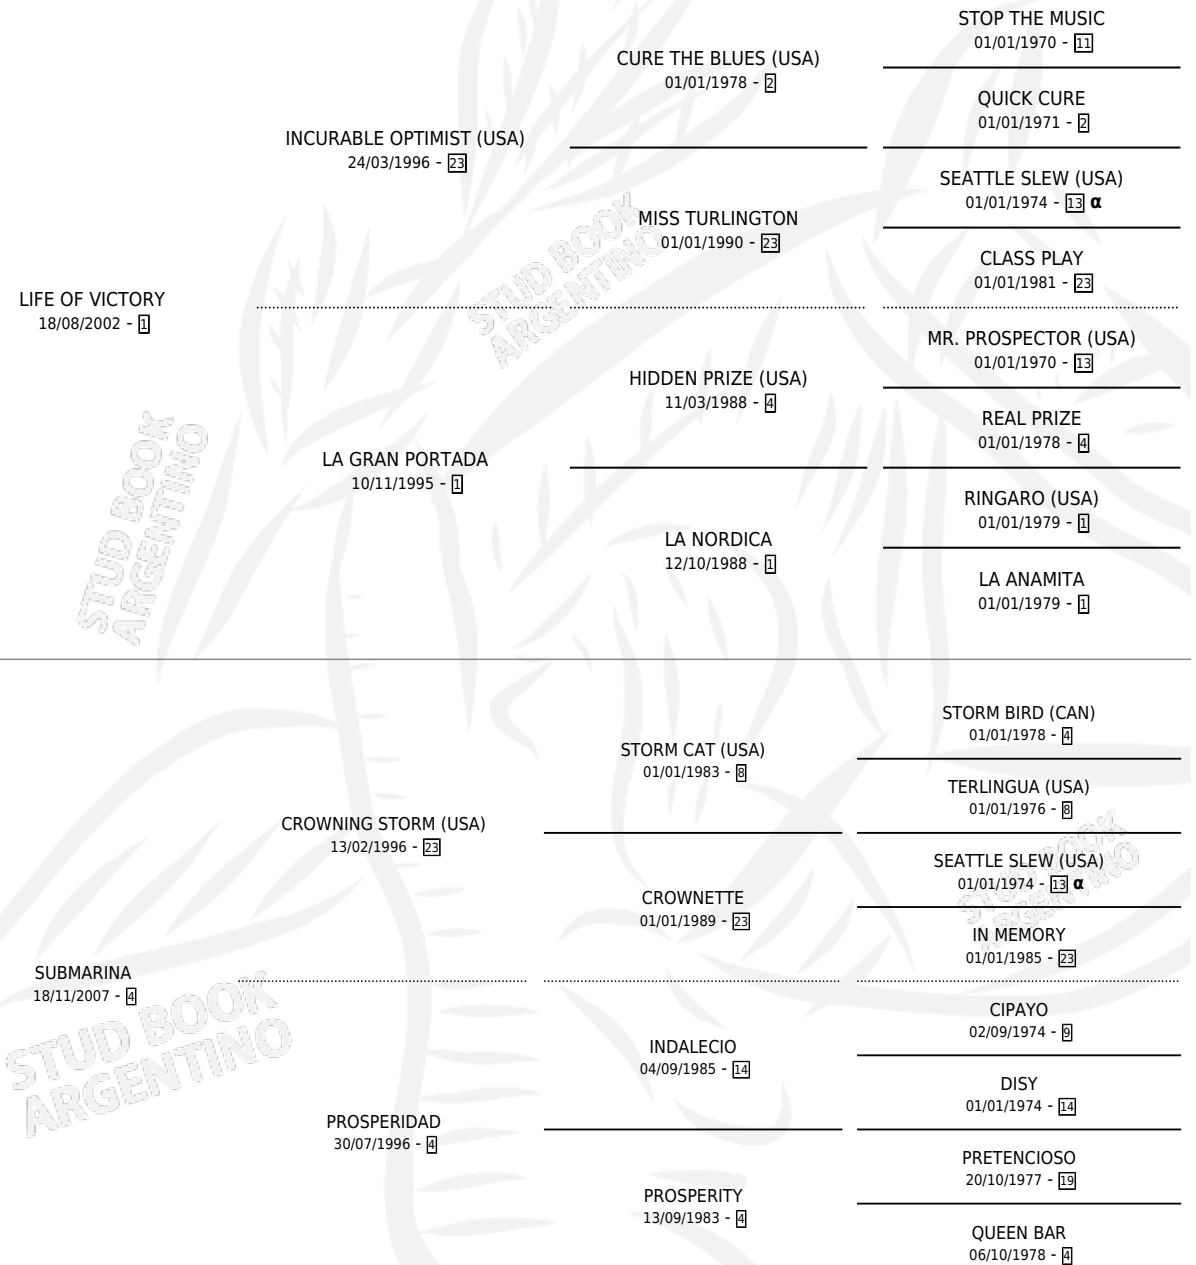 STOP THE MUSIC
01/01/1970 - 11
CURE THE BLUES (USA)
01/01/1978 - 2
QUICK CURE
01/01/1971 - 2
INCURABLE OPTIMIST (USA)
24/03/1996 - 23
SEATTLE SLEW (USA)
01/01/1974 - 13 α
MISS TURLINGTON
01/01/1990 - 23
CLASS PLAY
01/01/1981 - 23
LIFE OF VICTORY
18/08/2002 - 1
MR. PROSPECTOR (USA)
01/01/1970 - 13
HIDDEN PRIZE (USA)
11/03/1988 - 4
REAL PRIZE
01/01/1978 - 4
LA GRAN PORTADA
10/11/1995 - 1
RINGARO (USA)
01/01/1979 - 1
LA NORDICA
12/10/1988 - 1
LA ANAMITA
01/01/1979 - 1
STUD BOOK
ARGENTINO
STUD BOOK
ARGENTINO
STORM BIRD (CAN)
01/01/1978 - 4
STORM CAT (USA)
01/01/1983 - 8
TERLINGUA (USA)
01/01/1976 - 8
CROWNING STORM (USA)
13/02/1996 - 23
SEATTLE SLEW (USA)
01/01/1974 - 13 α
CROWNETTE
01/01/1989 - 23
IN MEMORY
01/01/1985 - 23
SUBMARINA
18/11/2007 - 4
CIPAYO
02/09/1974 - 9
INDALECIO
04/09/1985 - 14
DISY
01/01/1974 - 14
PROSPERIDAD
30/07/1996 - 4
PRETENCIOSO
20/10/1977 - 19
PROSPERITY
13/09/1983 - 4
QUEEN BAR
06/10/1978 - 4
STUD BOOK
ARGENTINO
STUD BOOK
ARGENTINO